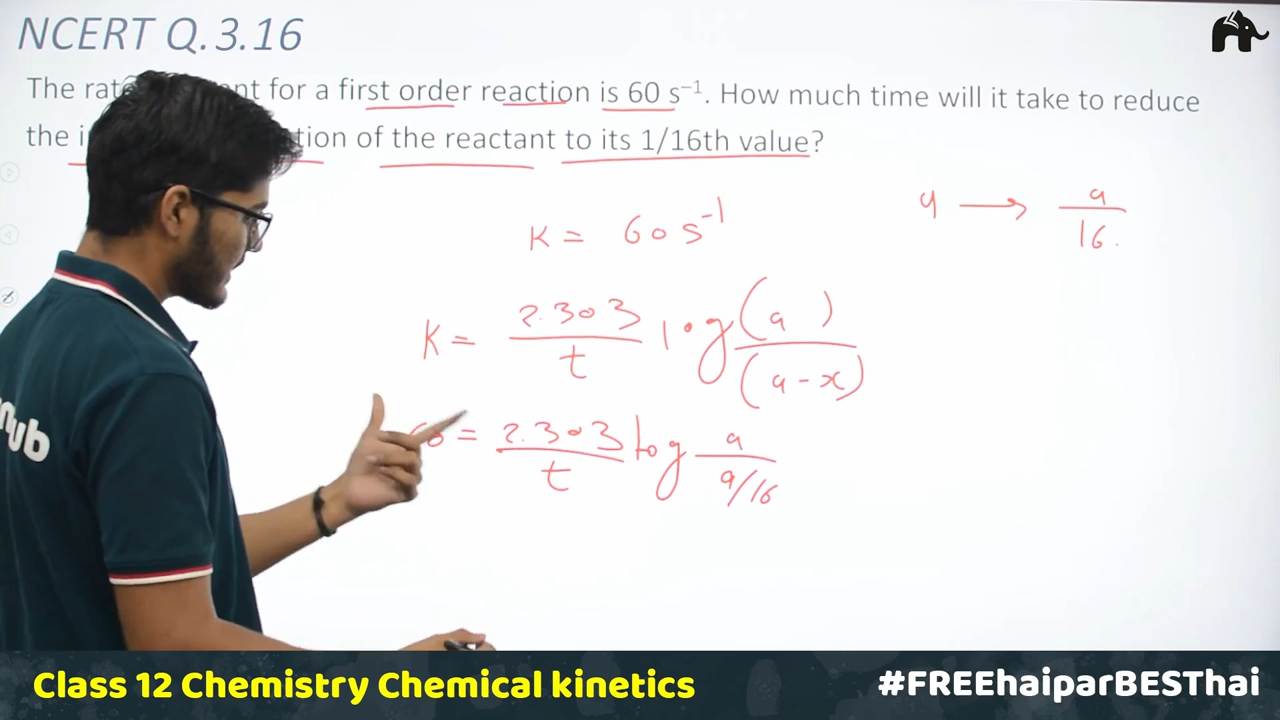 NCERT Q.3.16
The rate for a first order reaction is 60 s⁻¹. How much time will it take to reduce
the of the reactant to its 1/16th value?
a → a/16.
K = 60 s⁻¹
K = 2.303/t log (a)/(a-x)
60 = 2.303/t log a/a/16
Class 12 Chemistry Chemical kinetics
#FREEhaiparBESThai